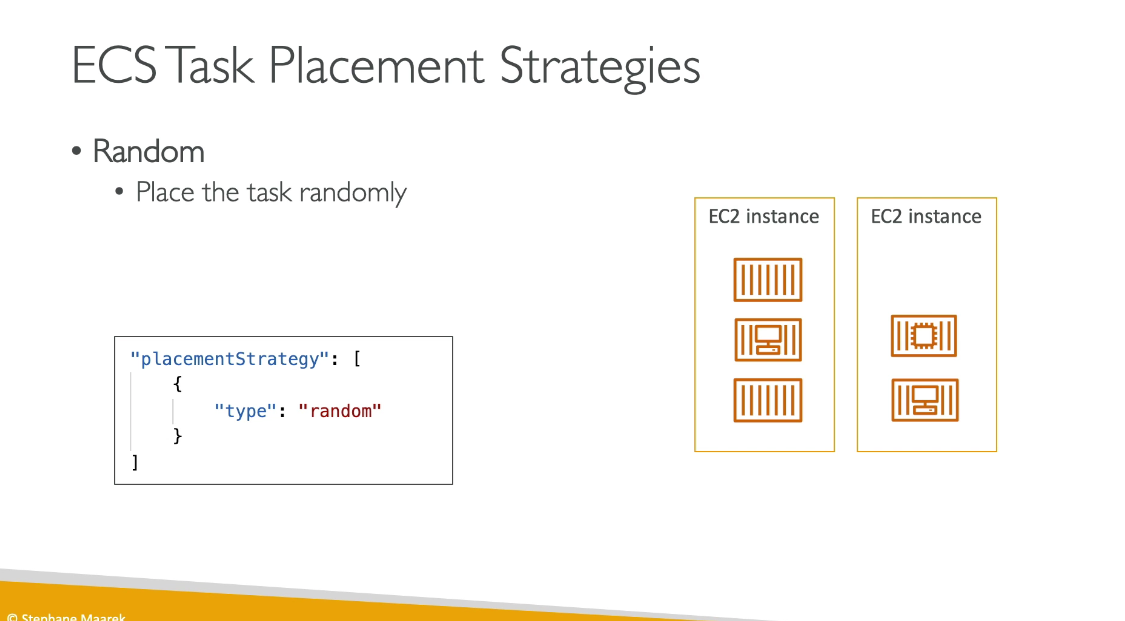 ECS Task Placement Strategies
• Random
• Place the task randomly
EC2 instance
EC2 instance
"placementStrategy": [
{
"type": "random"
}
]
© Stephane Maarek